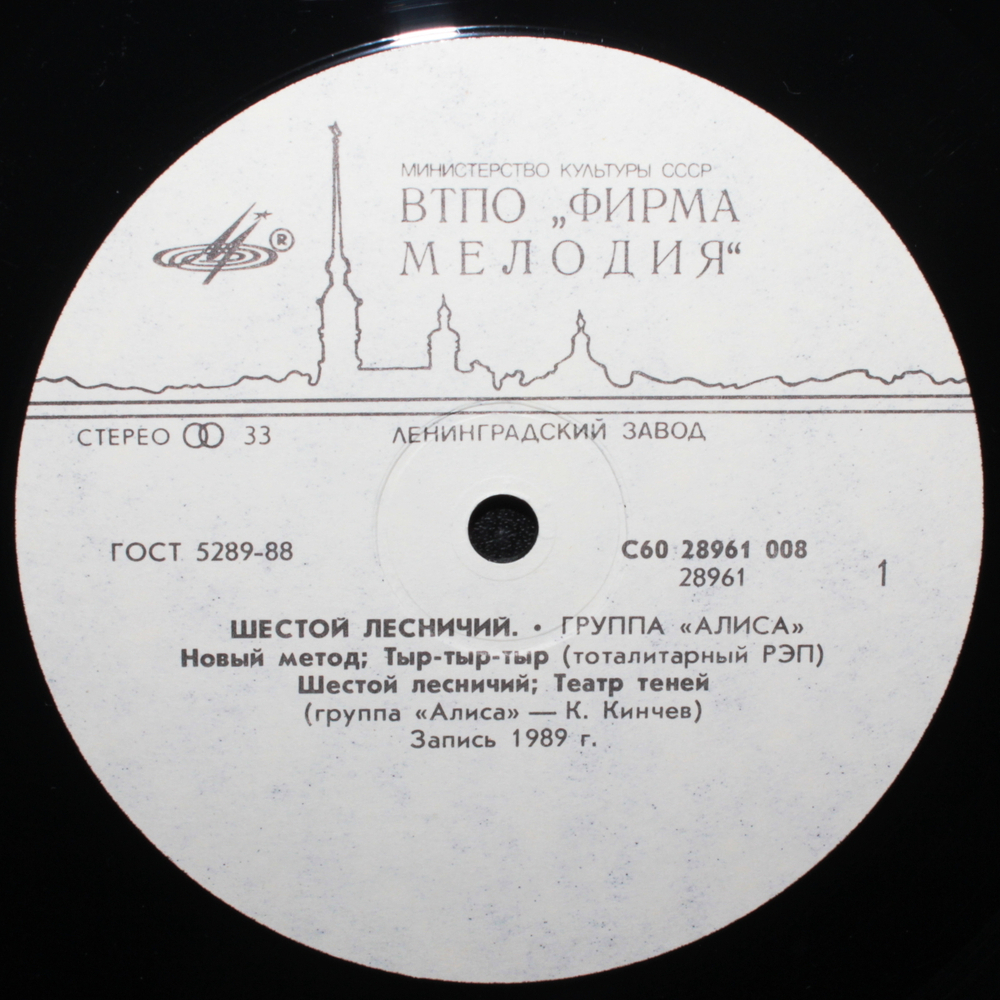 МИНИСТЕРСТВО КУЛЬТУРЫ СССР
ВТПО „ФИРМА
МЕЛОДИЯ“
®
СТЕРЕО 33
ЛЕНИНГРАДСКИЙ ЗАВОД
ГОСТ 5289-88
С60 28961 008
28961
1
ШЕСТОЙ ЛЕСНИЧИЙ. • ГРУППА «АЛИСА»
Новый метод; Тыр-тыр-тыр (тоталитарный РЭП)
Шестой лесничий; Театр теней
(группа «Алиса» — К. Кинчев)
Запись 1989 г.